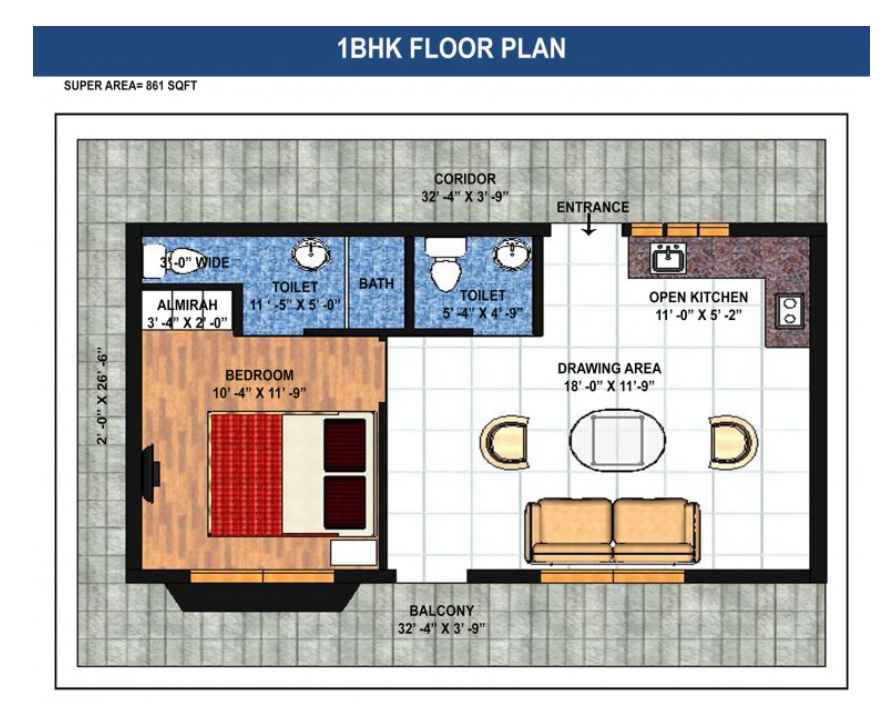 1BHK FLOOR PLAN
SUPER AREA= 861 SQFT
CORIDOR
32' -4" X 3' -9"
ENTRANCE
3'-0" WIDE
TOILET
11 '-5" X 5' -0"
BATH
TOILET
5' -4" X 4' -9"
OPEN KITCHEN
11' -0" X 5' -2"
ALMIRAH
3' -4" X 2' -0"
BEDROOM
10' -4" X 11' -9"
DRAWING AREA
18' -0" X 11'-9"
2' -0" X 26' -6"
BALCONY
32' -4" X 3' -9"